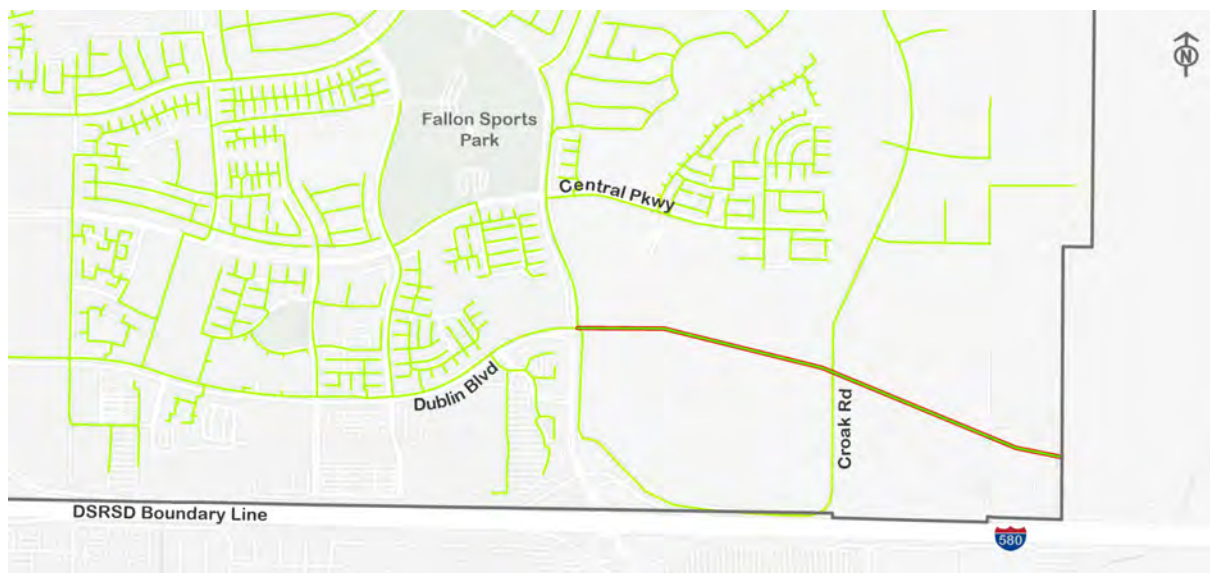 N
Fallon Sports
Park
Central Pkwy
Dublin Blvd
Croak Rd
DSRSD Boundary Line
580